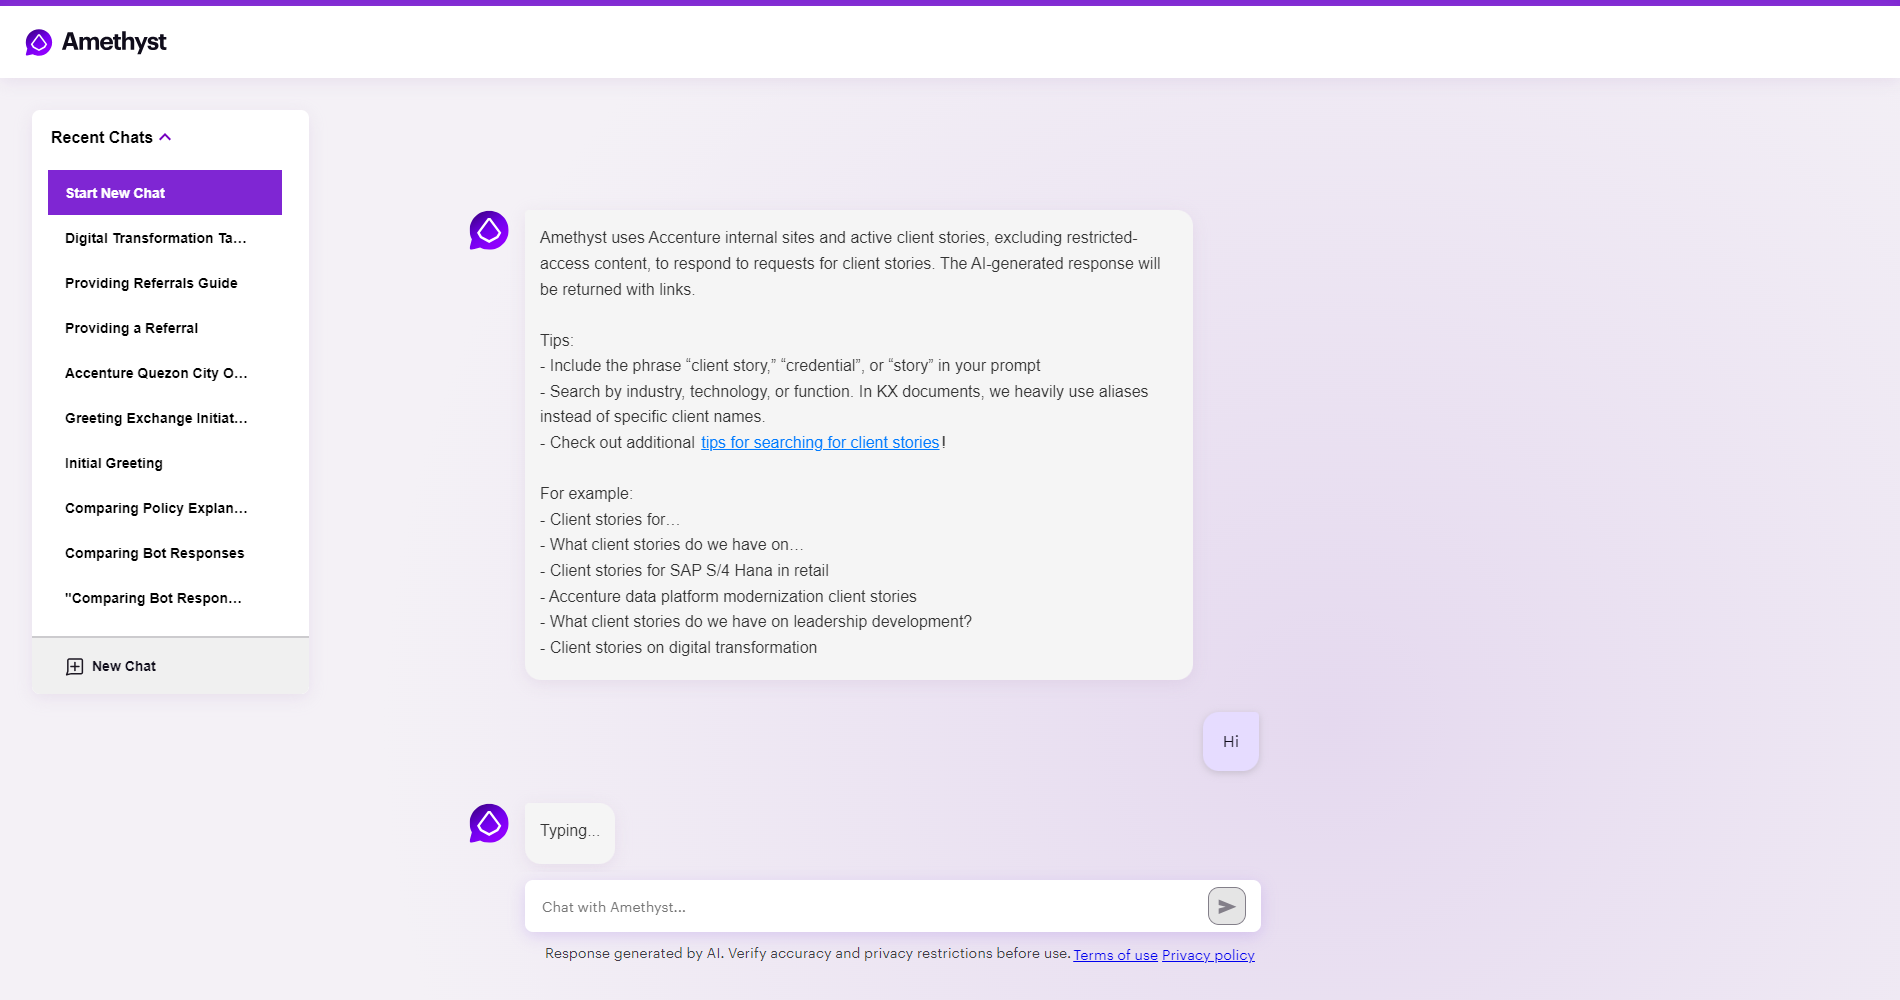 Amethyst
Recent Chats
Start New Chat
Digital Transformation Ta...
Providing Referrals Guide
Providing a Referral
Accenture Quezon City O...
Greeting Exchange Initiat...
Initial Greeting
Comparing Policy Explan...
Comparing Bot Responses
"Comparing Bot Respon...
New Chat
Amethyst uses Accenture internal sites and active client stories, excluding restricted-
access content, to respond to requests for client stories. The AI-generated response will
be returned with links.
Tips:
- Include the phrase “client story,” “credential”, or “story” in your prompt
- Search by industry, technology, or function. In KX documents, we heavily use aliases
instead of specific client names.
- Check out additional tips for searching for client stories!
For example:
- Client stories for…
- What client stories do we have on…
- Client stories for SAP S/4 Hana in retail
- Accenture data platform modernization client stories
- What client stories do we have on leadership development?
- Client stories on digital transformation
Hi
Typing...
Chat with Amethyst...
Response generated by AI. Verify accuracy and privacy restrictions before use. Terms of use Privacy policy